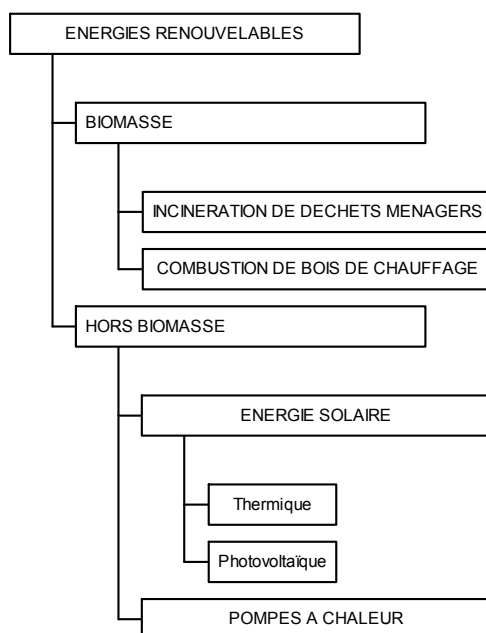 ENERGIES RENOUVELABLES
BIOMASSE
INCINERATION DE DECHETS MENAGERS
COMBUSTION DE BOIS DE CHAUFFAGE
HORS BIOMASSE
ENERGIE SOLAIRE
Thermique
Photovoltaïque
POMPES A CHALEUR